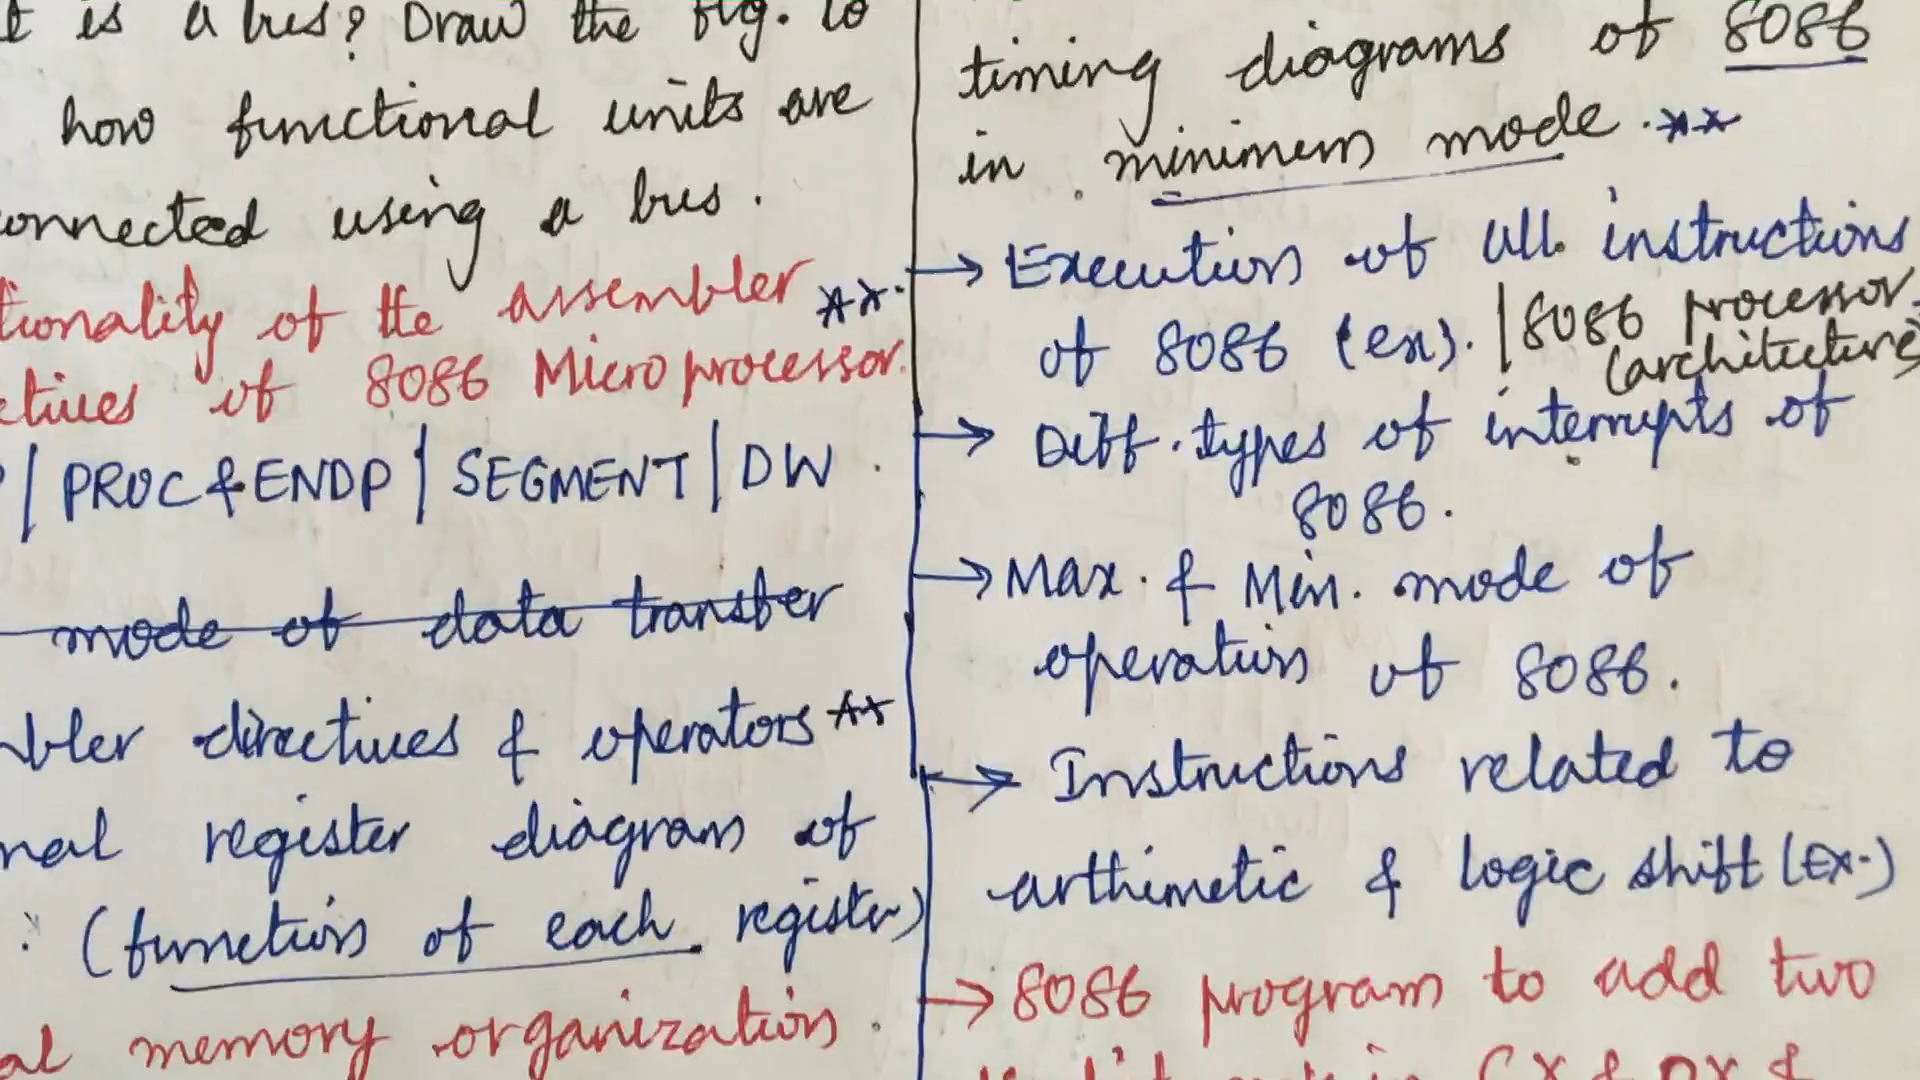 is a bus? Draw the fig. to
how functional units are
onnected using a bus.
tionality of the assembler **.
ctives of 8086 Microprocessor.
| PROC & ENDP | SEGMENT | DW.
mode of data transfer
bler directives & operators **
nal register diagram of
(function of each register)
al memory organization.
timing diagrams of 8086
in minimum mode. **
→ Execution of all instructions
of 8086 (ex). | 8086 processor
(architecture)
→ Diff. types of interrupts of
8086.
→ Max. & Min. mode of
operation of 8086.
→ Instructions related to
arthimetic & logic shift (Ex.)
→ 8086 program to add two
in CX & DX &